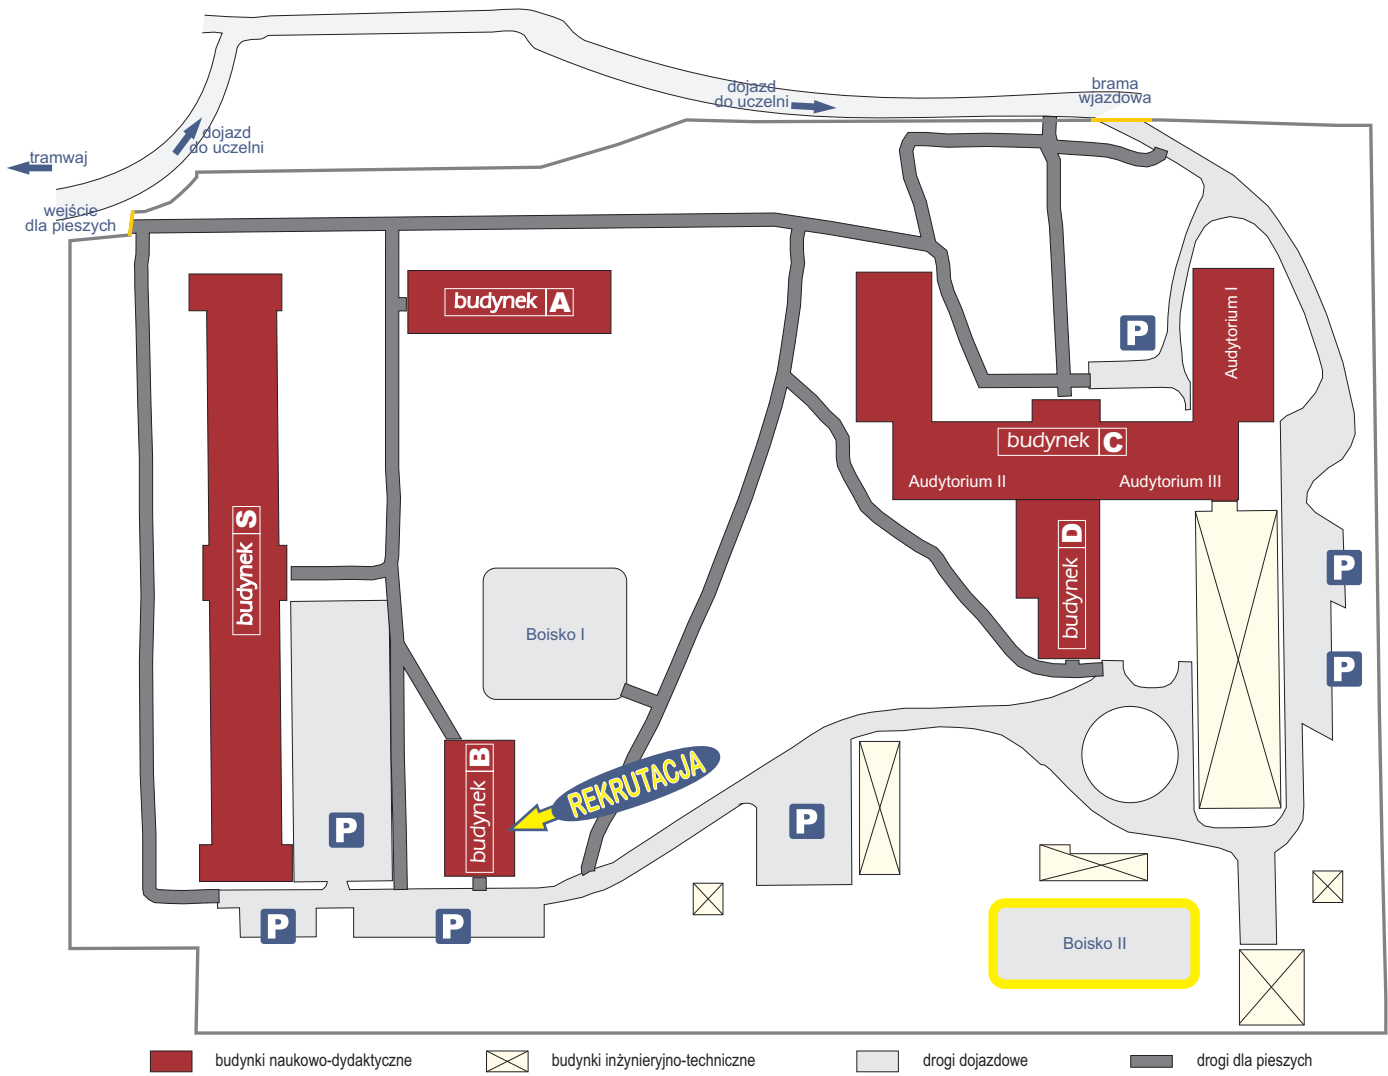 brama
wjazdowa
dojazd
do uczelni
dojazd
do uczelni
tramwaj
wejście
dla pieszych
budynek A
Audytorium I
P
budynek C
Audytorium II
Audytorium III
budynek S
budynek D
P
Boisko I
P
budynek B
REKRUTACJA
P
P
P
P
Boisko II
budynki naukowo-dydaktyczne
budynki inżynieryjno-techniczne
drogi dojazdowe
drogi dla pieszych